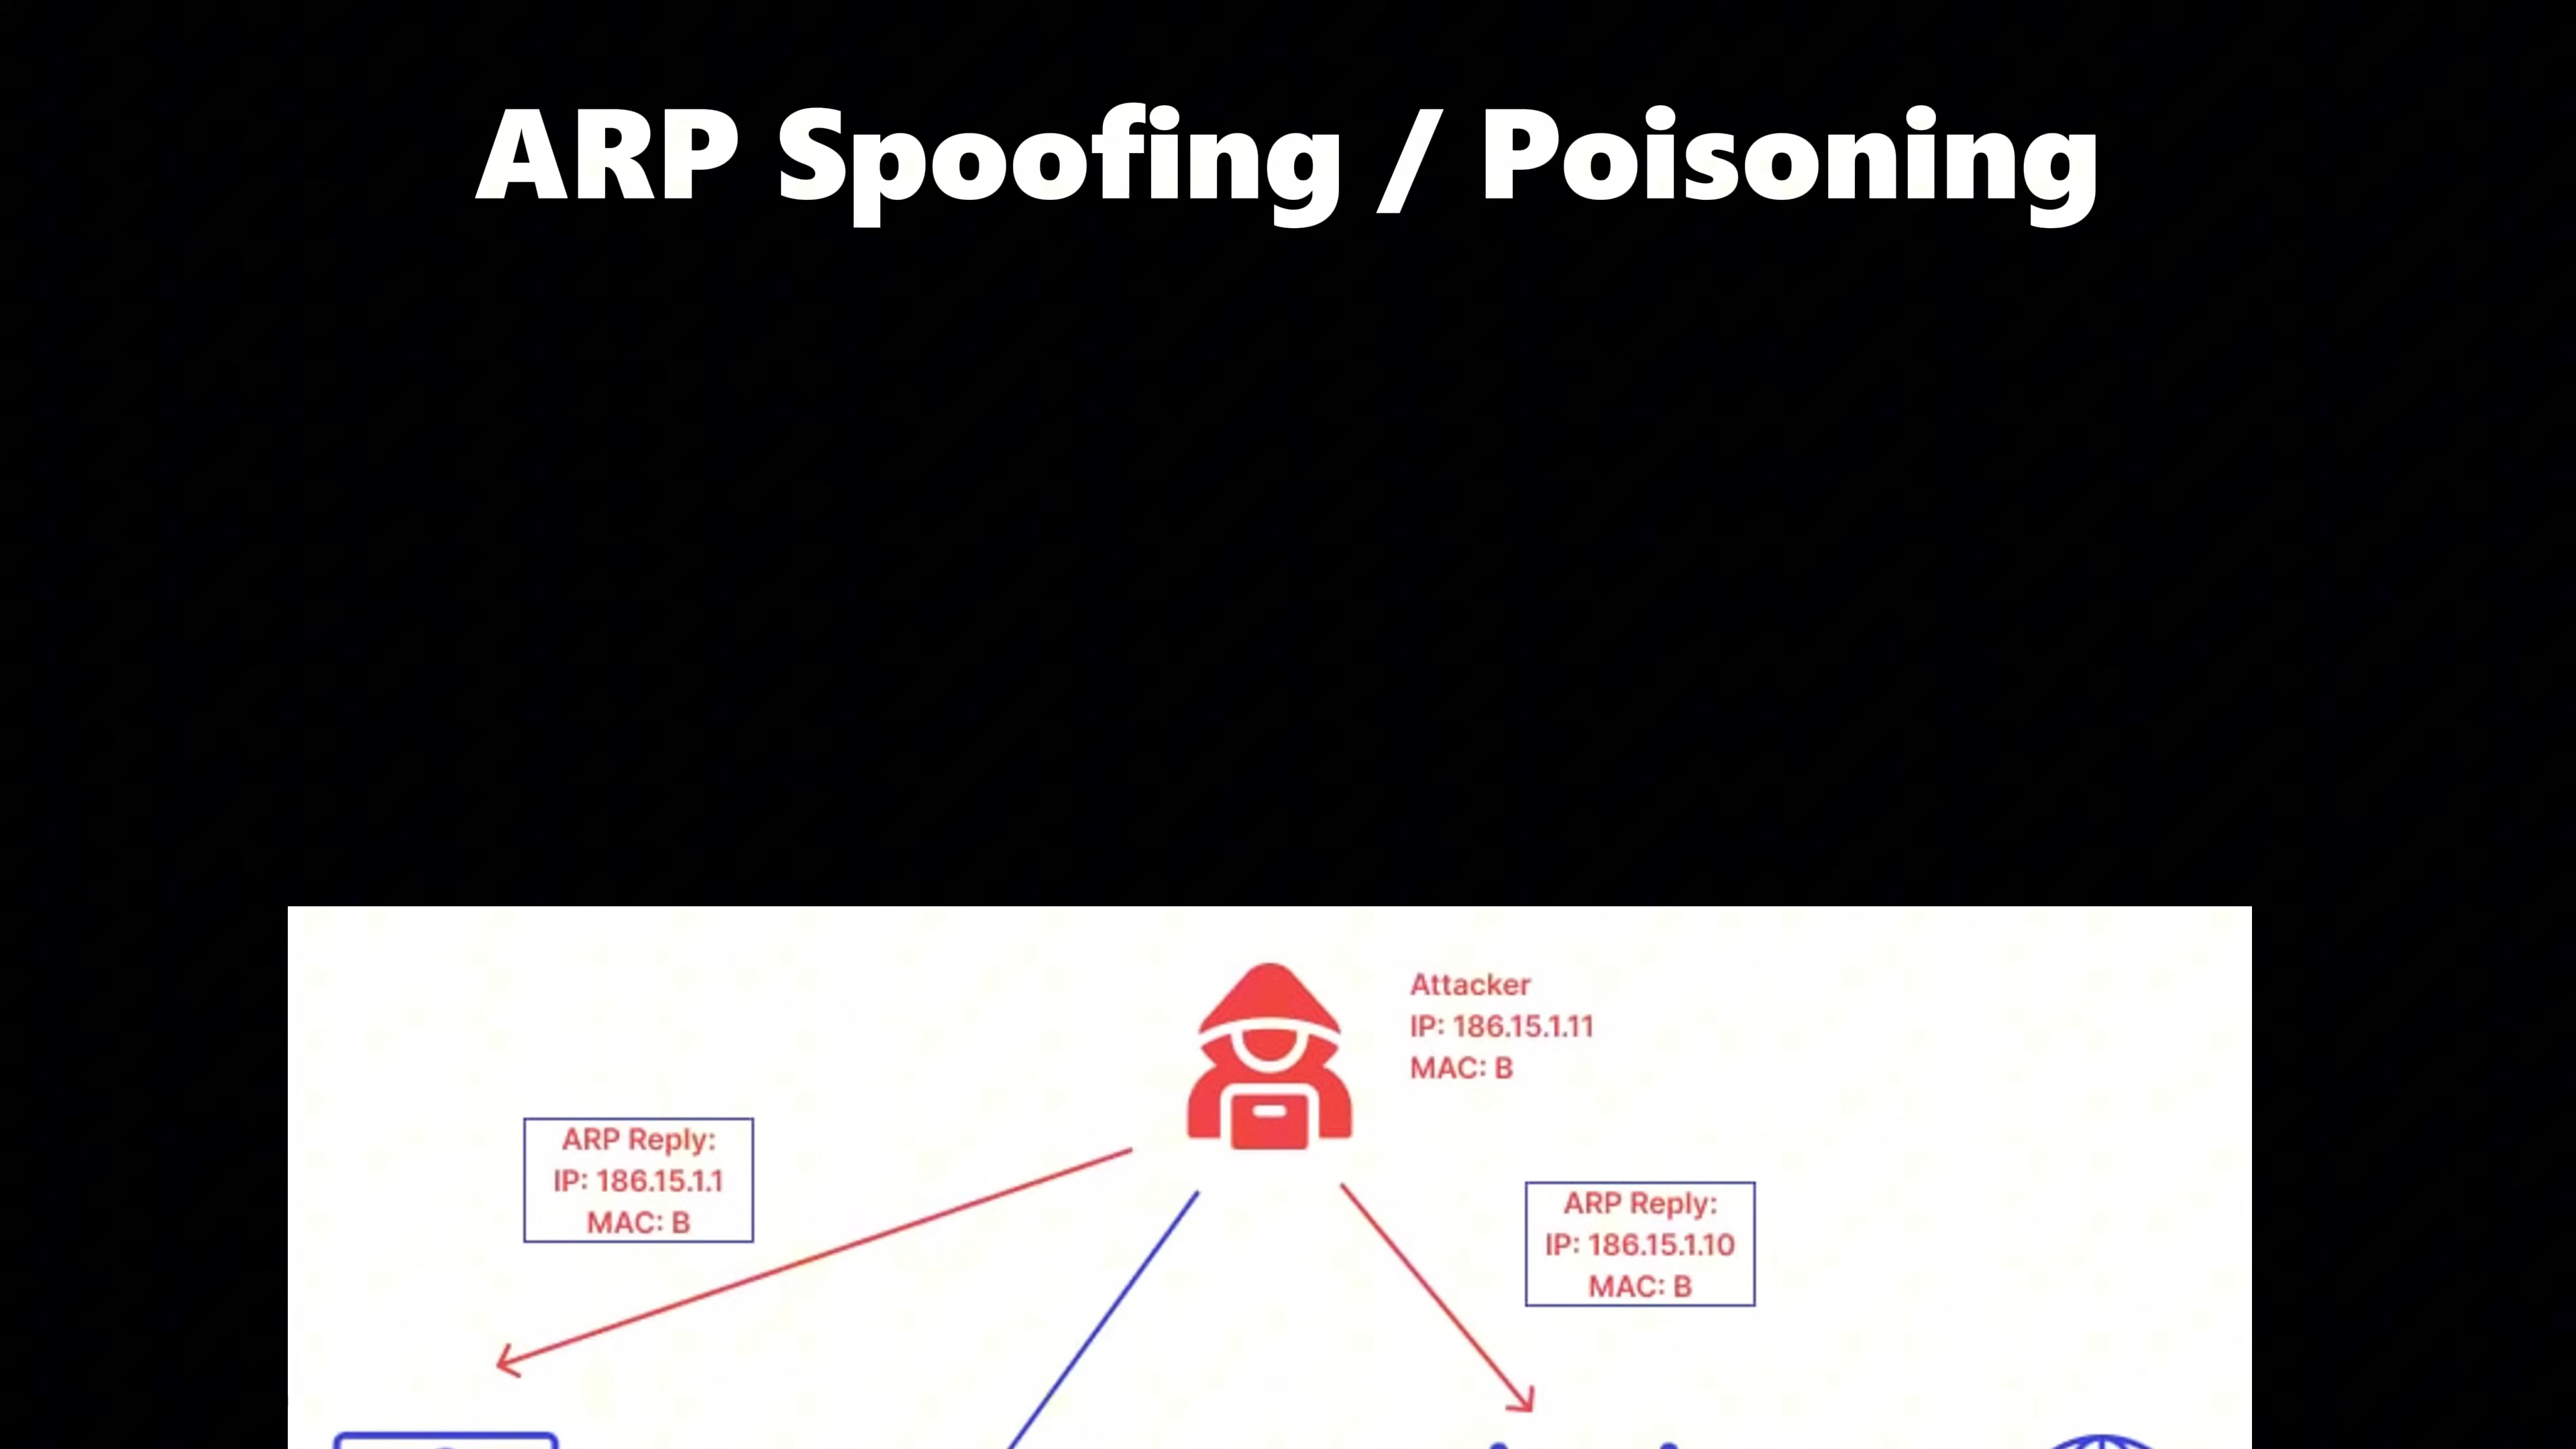 ARP Spoofing / Poisoning
Attacker
IP: 186.15.1.11
MAC: B
ARP Reply:
IP: 186.15.1.1
MAC: B
ARP Reply:
IP: 186.15.1.10
MAC: B